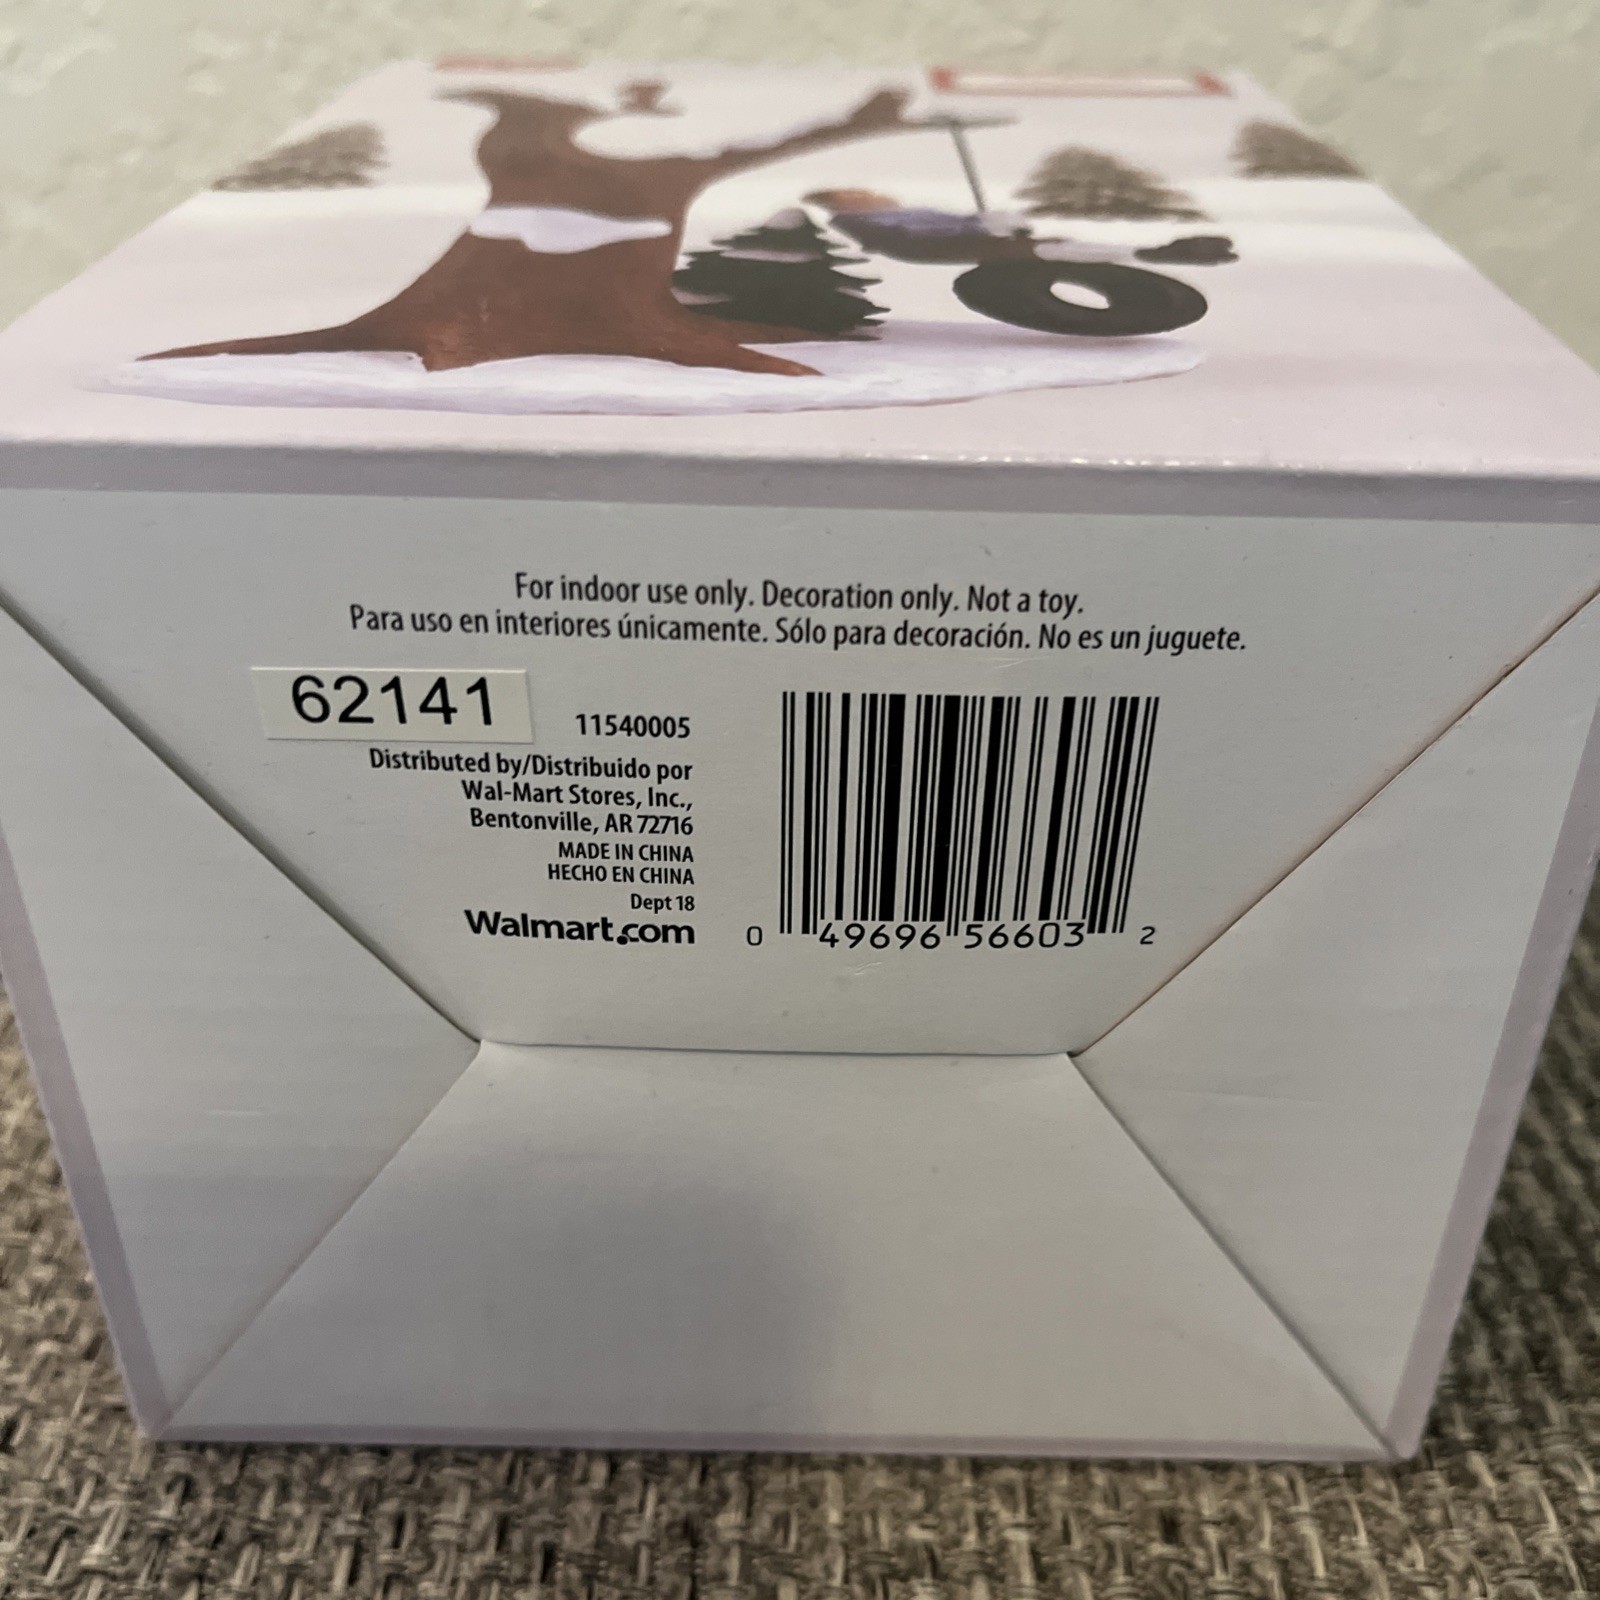 For indoor use only. Decoration only. Not a toy.
Para uso en interiores únicamente. Sólo para decoración. No es un juguete.
62141
11540005
Distributed by/Distribuido por
Wal-Mart Stores, Inc.,
Bentonville, AR 72716
MADE IN CHINA
HECHO EN CHINA
Dept 18
Walmart.com
0 49696 56603 2